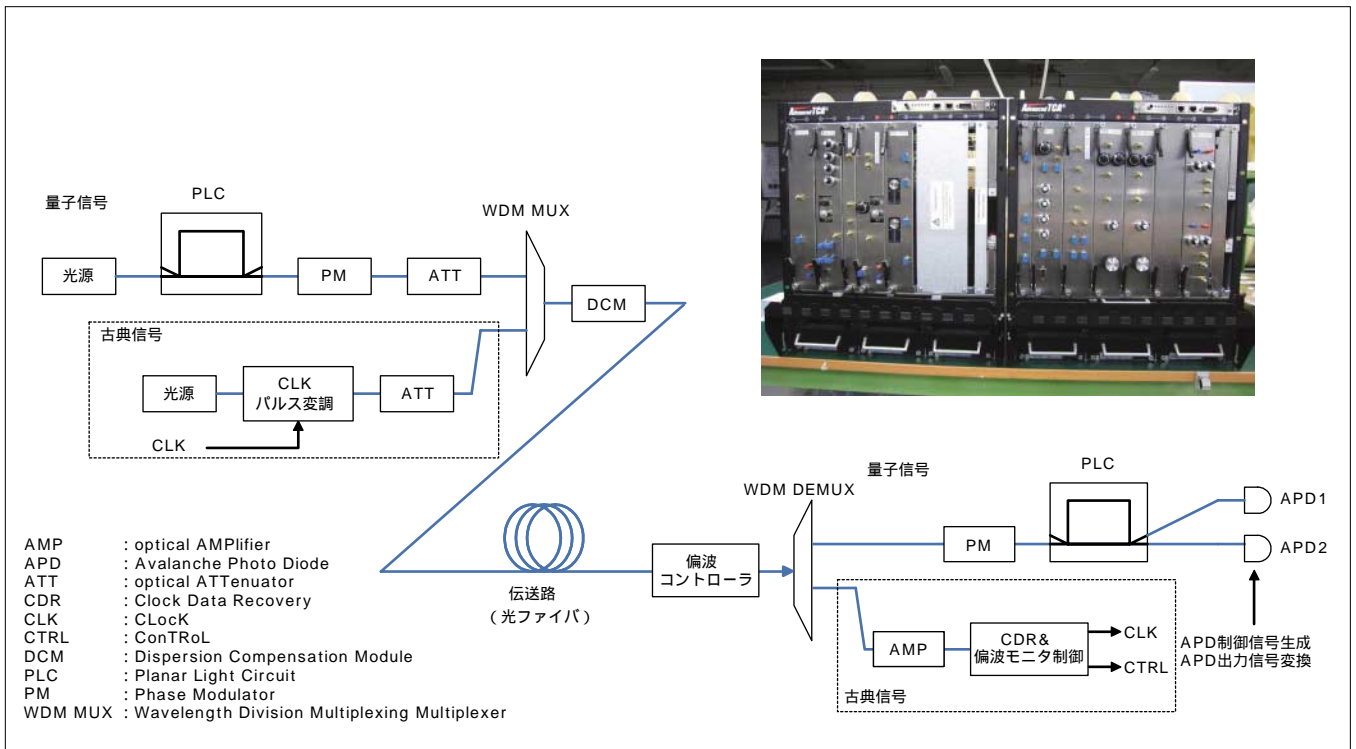 AdvancedTCA®
AdvancedTCA®
量子信号
PLC
WDM MUX
光源
PM
ATT
DCM
古典信号
光源
CLK
パルス変調
ATT
CLK
伝送路
(光ファイバ)
偏波
コントローラ
WDM DEMUX
量子信号
PM
PLC
APD1
APD2
APD制御信号生成
APD出力信号変換
AMP
CDR&
偏波モニタ制御
CLK
CTRL
古典信号
AMP : optical AMPlifier
APD : Avalanche Photo Diode
ATT : optical ATTenuator
CDR : Clock Data Recovery
CLK : CLocK
CTRL : ConTRoL
DCM : Dispersion Compensation Module
PLC : Planar Light Circuit
PM : Phase Modulator
WDM MUX : Wavelength Division Multiplexing Multiplexer